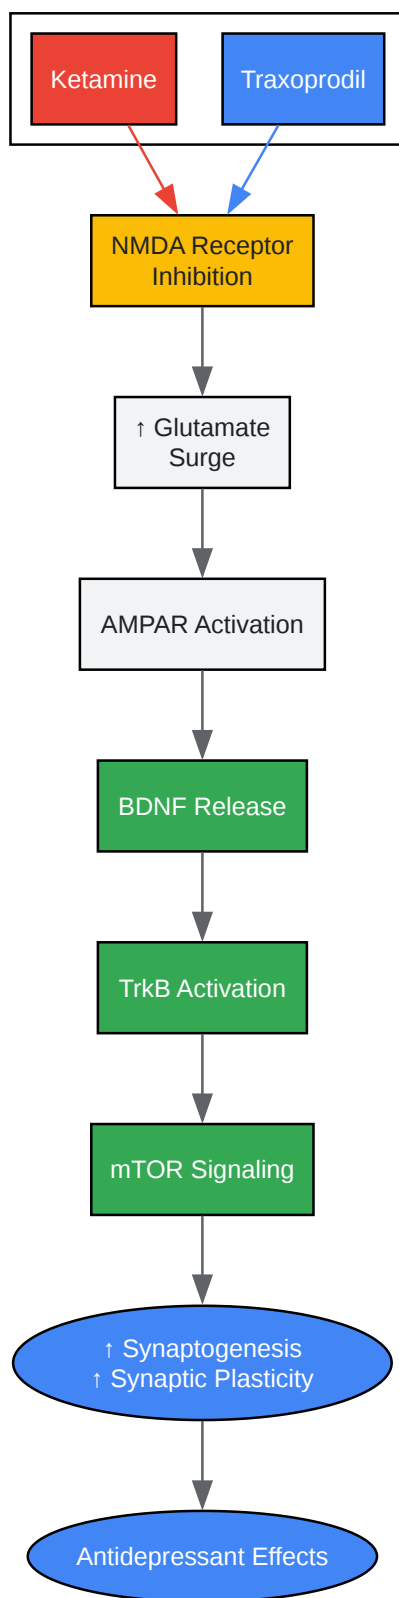 Ketamine
Traxoprodil
NMDA Receptor
Inhibition
↑ Glutamate
Surge
AMPAR Activation
BDNF Release
TrkB Activation
mTOR Signaling
↑ Synaptogenesis
↑ Synaptic Plasticity
Antidepressant Effects